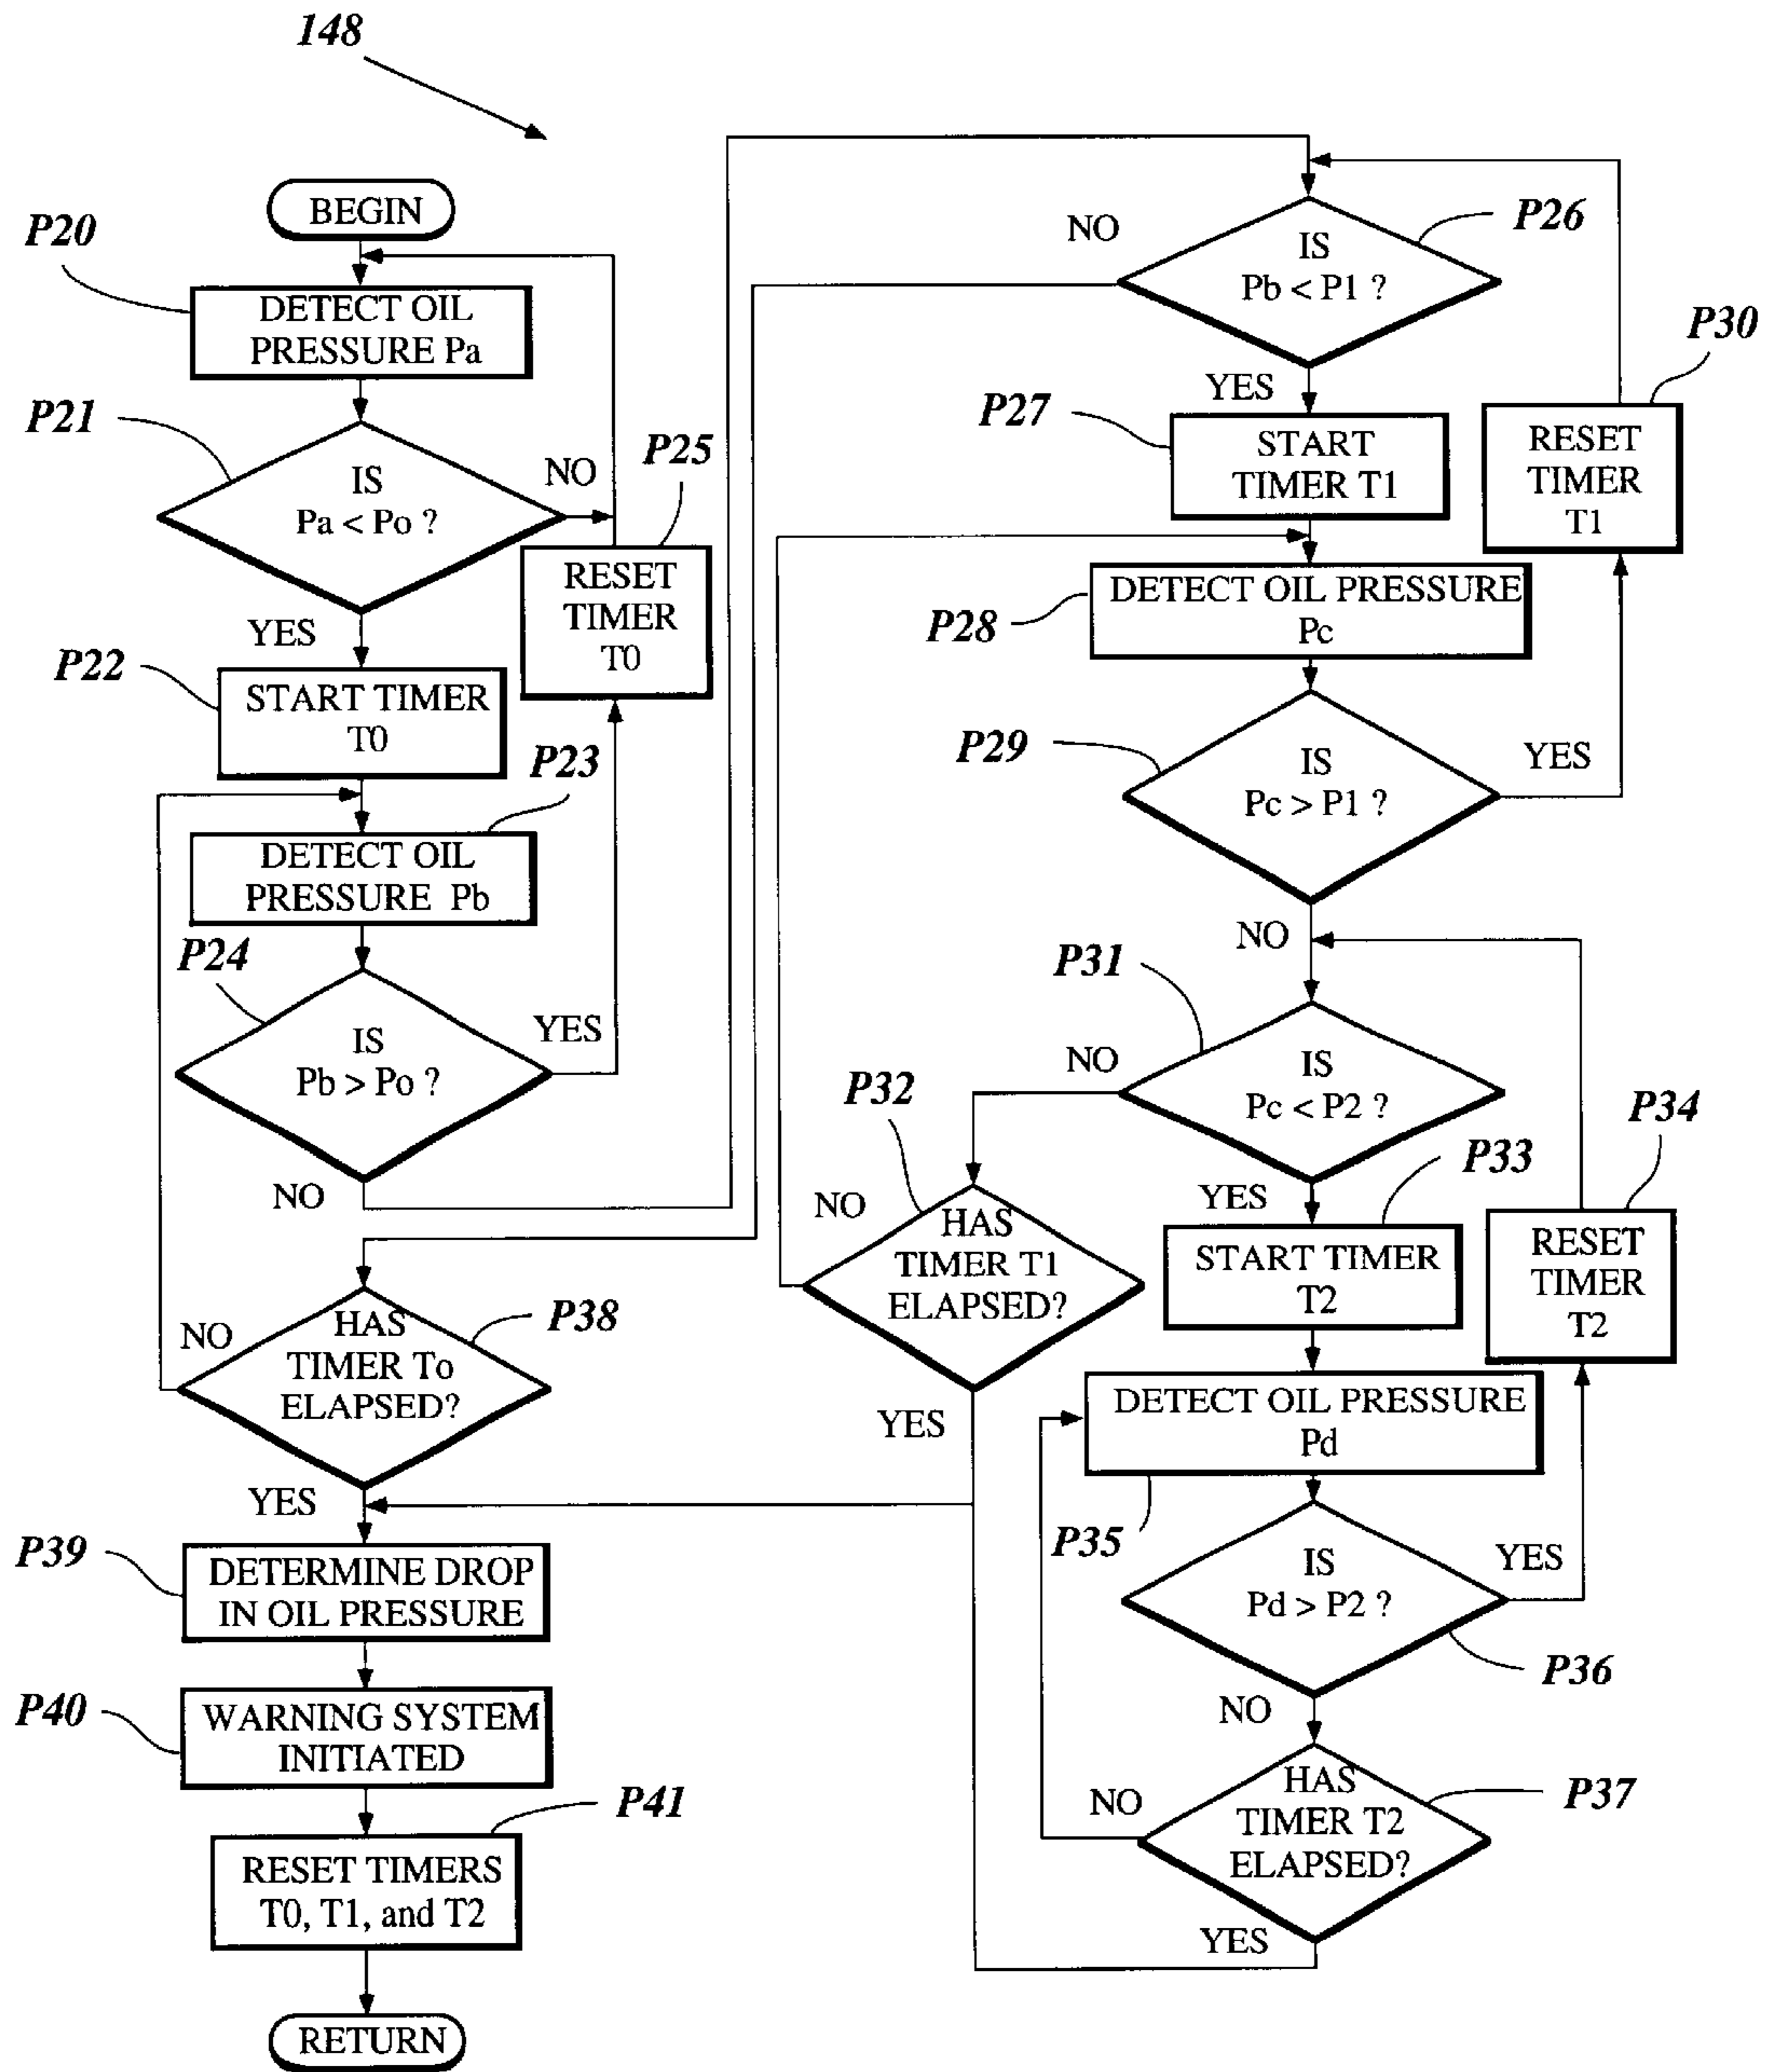 148
BEGIN
P20
DETECT OIL
PRESSURE Pa
P21
IS
Pa < Po ?
NO
YES
P25
RESET
TIMER
T0
P22
START TIMER
T0
P23
DETECT OIL
PRESSURE Pb
P24
IS
Pb > Po ?
YES
NO
P38
HAS
TIMER To
ELAPSED?
NO
YES
P39
DETERMINE DROP
IN OIL PRESSURE
P40
WARNING SYSTEM
INITIATED
P41
RESET TIMERS
T0, T1, and T2
RETURN
P26
IS
Pb < P1 ?
NO
YES
P27
START
TIMER T1
P30
RESET
TIMER
T1
P28
DETECT OIL PRESSURE
Pc
P29
IS
Pc > P1 ?
YES
NO
P31
IS
Pc < P2 ?
NO
YES
P32
HAS
TIMER T1
ELAPSED?
NO
YES
P33
START TIMER
T2
P34
RESET
TIMER
T2
DETECT OIL PRESSURE
Pd
P35
IS
Pd > P2 ?
YES
P36
NO
HAS
TIMER T2
ELAPSED?
P37
NO
YES